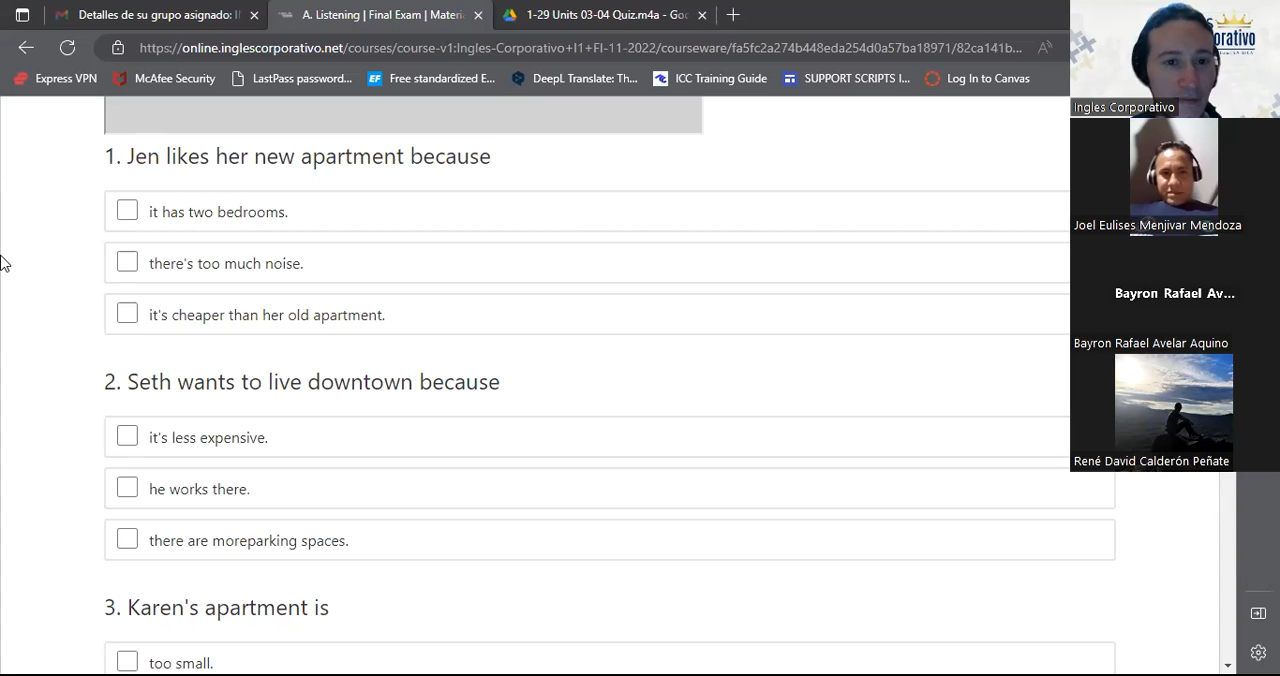 Detalles de su grupo asignado: I
A. Listening | Final Exam | Materi
1-29 Units 03-04 Quiz.m4a - Goo
https://online.inglescorporativo.net/courses/course-v1:Ingles-Corporativo+I1+FI-11-2022/courseware/fa5fc2a274b448eda254d0a57ba18971/82ca141b...
Express VPN
McAfee Security
LastPass password...
EF
Free standardized E...
DeepL Translate: Th...
ICC Training Guide
SUPPORT SCRIPTS I...
Log In to Canvas
1. Jen likes her new apartment because
it has two bedrooms.
there's too much noise.
it's cheaper than her old apartment.
2. Seth wants to live downtown because
it's less expensive.
he works there.
there are moreparking spaces.
3. Karen's apartment is
too small.
Ingles Corporativo
Joel Eulises Menjivar Mendoza
Bayron Rafael Av...
Bayron Rafael Avelar Aquino
René David Calderón Peñate